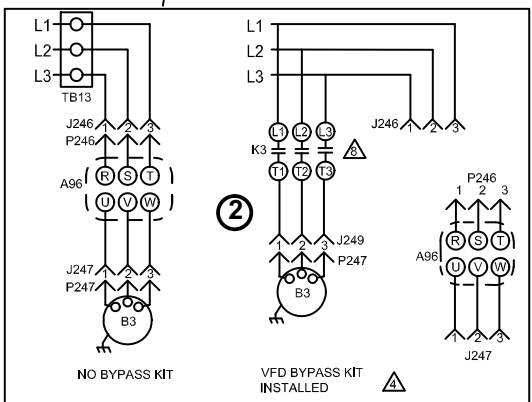 L1
L2
L3
TB13
J246 1 2 3
P246
R S T
A96
U V W
J247 1 2 3
P247
B3
NO BYPASS KIT
2
L1
L2
L3
L1 L2 L3
K3
8
T1 T2 T3
J249
1 2 3
P247
B3
VFD BYPASS KIT
INSTALLED
4
J246 1 2 3
P246
1 2 3
R S T
A96
U V W
1 2 3
J247